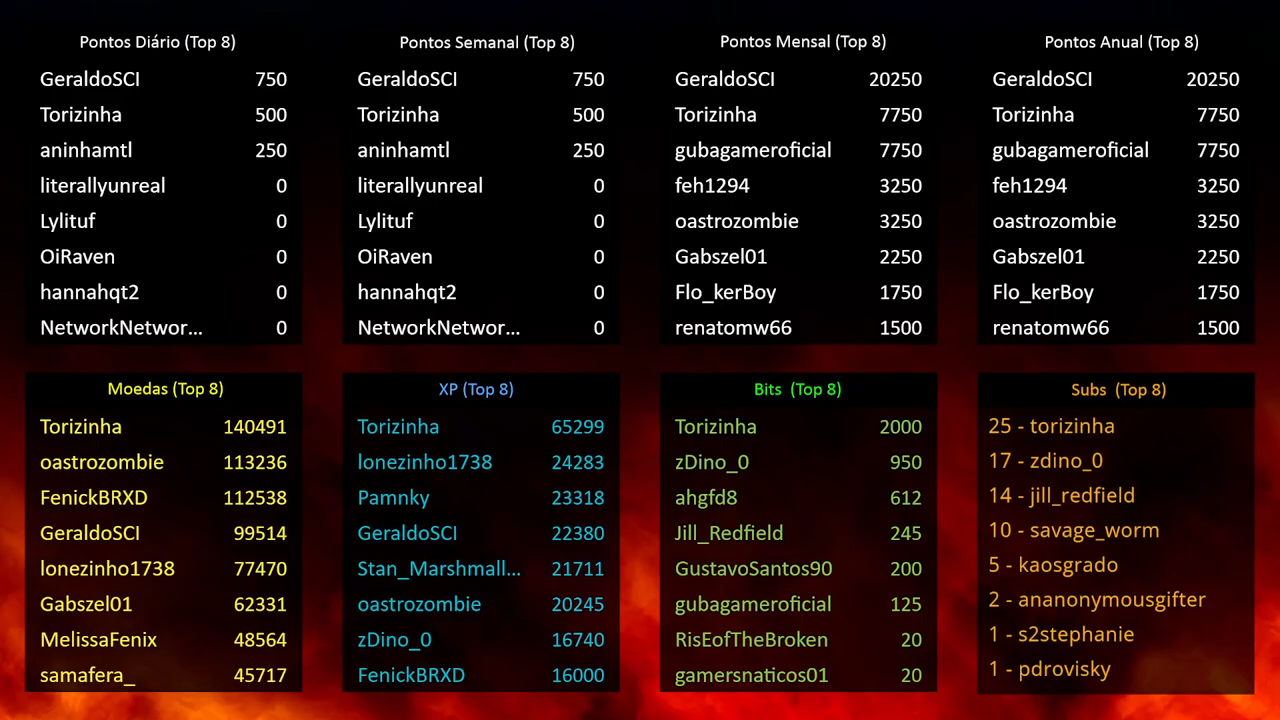 Pontos Diário (Top 8)
GeraldoSCI 750
Torizinha 500
aninhamtl 250
literallyunreal 0
Lylituf 0
OiRaven 0
hannahqt2 0
NetworkNetwor... 0
Pontos Semanal (Top 8)
GeraldoSCI 750
Torizinha 500
aninhamtl 250
literallyunreal 0
Lylituf 0
OiRaven 0
hannahqt2 0
NetworkNetwor... 0
Pontos Mensal (Top 8)
GeraldoSCI 20250
Torizinha 7750
gubagameroficial 7750
feh1294 3250
oastrozombie 3250
Gabszel01 2250
Flo_kerBoy 1750
renatomw66 1500
Pontos Anual (Top 8)
GeraldoSCI 20250
Torizinha 7750
gubagameroficial 7750
feh1294 3250
oastrozombie 3250
Gabszel01 2250
Flo_kerBoy 1750
renatomw66 1500
Moedas (Top 8)
Torizinha 140491
oastrozombie 113236
FenickBRXD 112538
GeraldoSCI 99514
lonezinho1738 77470
Gabszel01 62331
MelissaFenix 48564
samafera_ 45717
XP (Top 8)
Torizinha 65299
lonezinho1738 24283
Pamnky 23318
GeraldoSCI 22380
Stan_Marshmall... 21711
oastrozombie 20245
zDino_0 16740
FenickBRXD 16000
Bits (Top 8)
Torizinha 2000
zDino_0 950
ahgfd8 612
Jill_Redfield 245
GustavoSantos90 200
gubagameroficial 125
RisEofTheBroken 20
gamersnaticos01 20
Subs (Top 8)
25 - torizinha
17 - zdino_0
14 - jill_redfield
10 - savage_worm
5 - kaosgrado
2 - ananonymousgifter
1 - s2stephanie
1 - pdrovisky